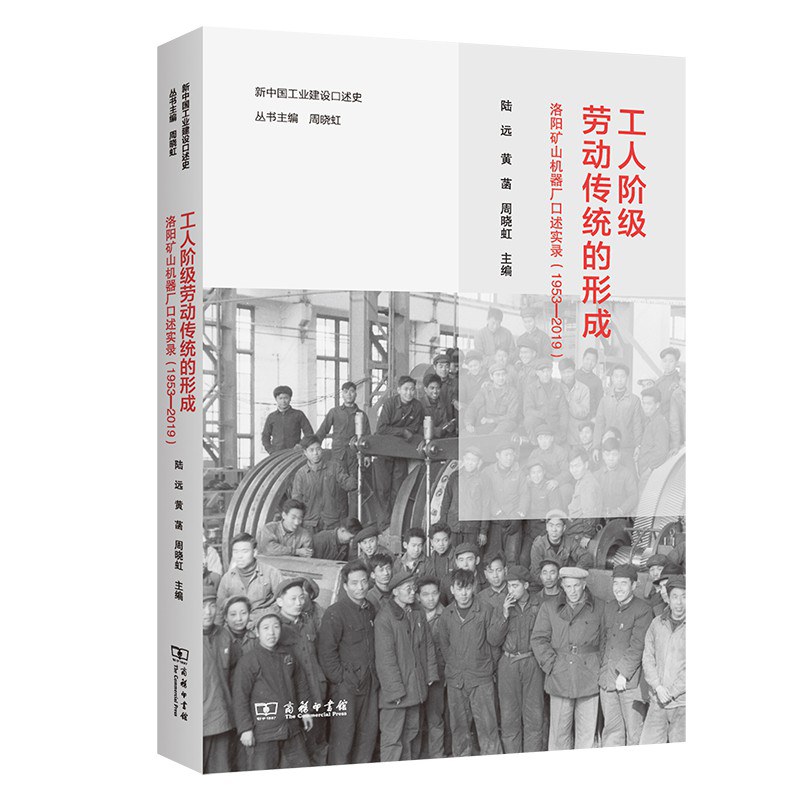 新中国工业建设口述史
丛书主编 周晓虹
工人阶级
劳动传统的形成
洛阳矿山机器厂口述实录（1953—2019）
陆远 黄菡 周晓虹 主编
商务印书馆
The Commercial Press
新中国工业建设口述史
丛书主编 周晓虹
工人阶级劳动传统的形成
洛阳矿山机器厂口述实录（1953—2019）
陆远 黄菡 周晓虹 主编
商务印书馆
The Commercial Press